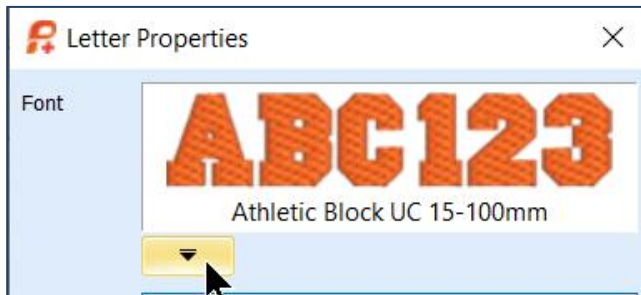 Letter Properties
Font
ABC123
Athletic Block UC 15-100mm